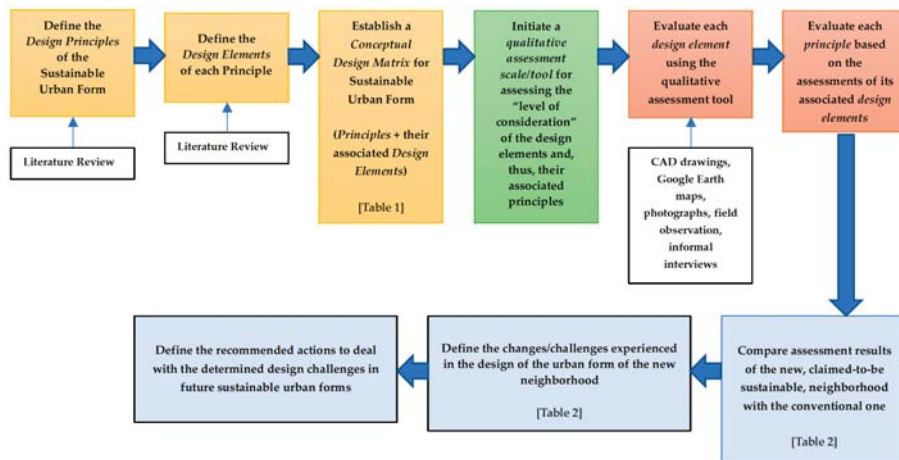 Define the
Design Principles
of the
Sustainable
Urban Form
Literature Review
Define the
Design Elements
of each Principle
Literature Review
Establish a
Conceptual
Design Matrix for
Sustainable
Urban Form
(Principles + their
associated Design
Elements)
[Table 1]
Initiate a
qualitative
assessment
scale/tool for
assessing the
“level of
consideration”
of the design
elements and,
thus, their
associated
principles
Evaluate each
design element
using the
qualitative
assessment tool
CAD drawings,
Google Earth
maps,
photographs, field
observation,
informal
interviews
Evaluate each
principle based
on the
assessments of its
associated design
elements
Compare assessment
results of the new,
claimed-to-be
sustainable,
neighborhood
with the
conventional one
[Table 2]
Define the changes/challenges experienced
in the design of the urban form of the new
neighborhood
[Table 2]
Define the recommended actions to deal
with the determined design challenges in
future sustainable urban forms